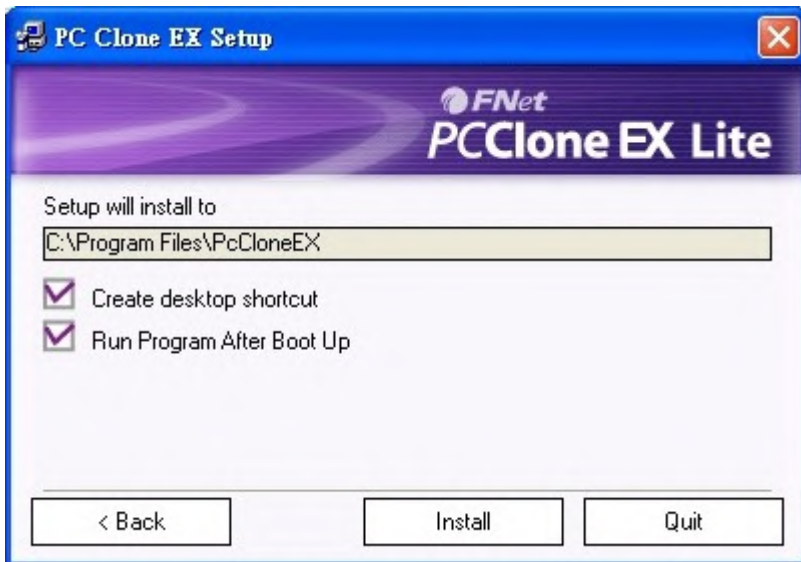 PC Clone EX Setup
FNet
PCClone EX Lite
Setup will install to
C:\Program Files\PcCloneEX
Create desktop shortcut
Run Program After Boot Up
< Back
Install
Quit